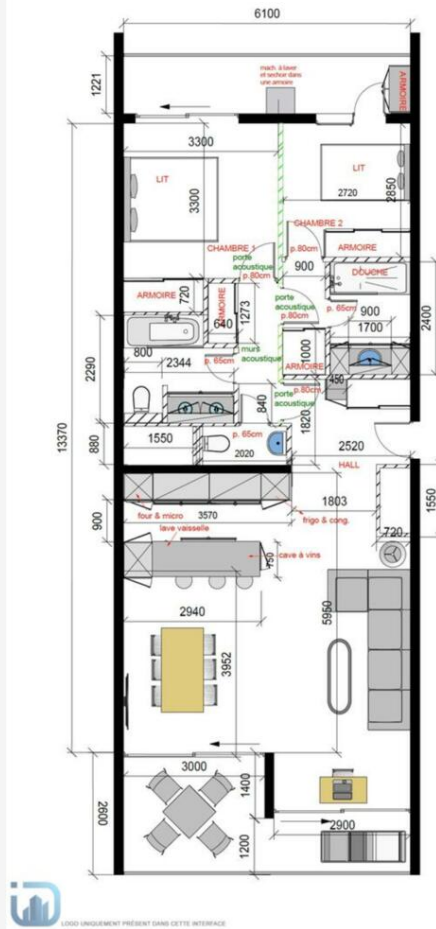 6100
1221
mach. à laver
et sechoir dans
une armoire
ARMOIRE
3300
LIT
LIT
3300
2720
2850
CHAMBRE 2
CHAMBRE 1
p.80cm
ARMOIRE
porte
acoustique
p.80cm
900
DOUCHE
ARMOIRE
720
ARMOIRE
640
1273
porte
acoustique
p.80cm
p. 65cm
900
1700
2400
800
2344
murs
acoustique
p. 65cm
ARMOIRE
1000
450
2290
13370
840
porte
acoustique
p.80cm
1820
880
1550
p. 65cm
2020
2520
HALL
four & micro
3570
frigo & cong.
1803
1550
900
lave vaisselle
720
cave à vins
750
2940
5950
3952
3000
1400
2600
2900
1200
LOGO UNIQUEMENT PRÉSENT DANS CETTE INTERFACE